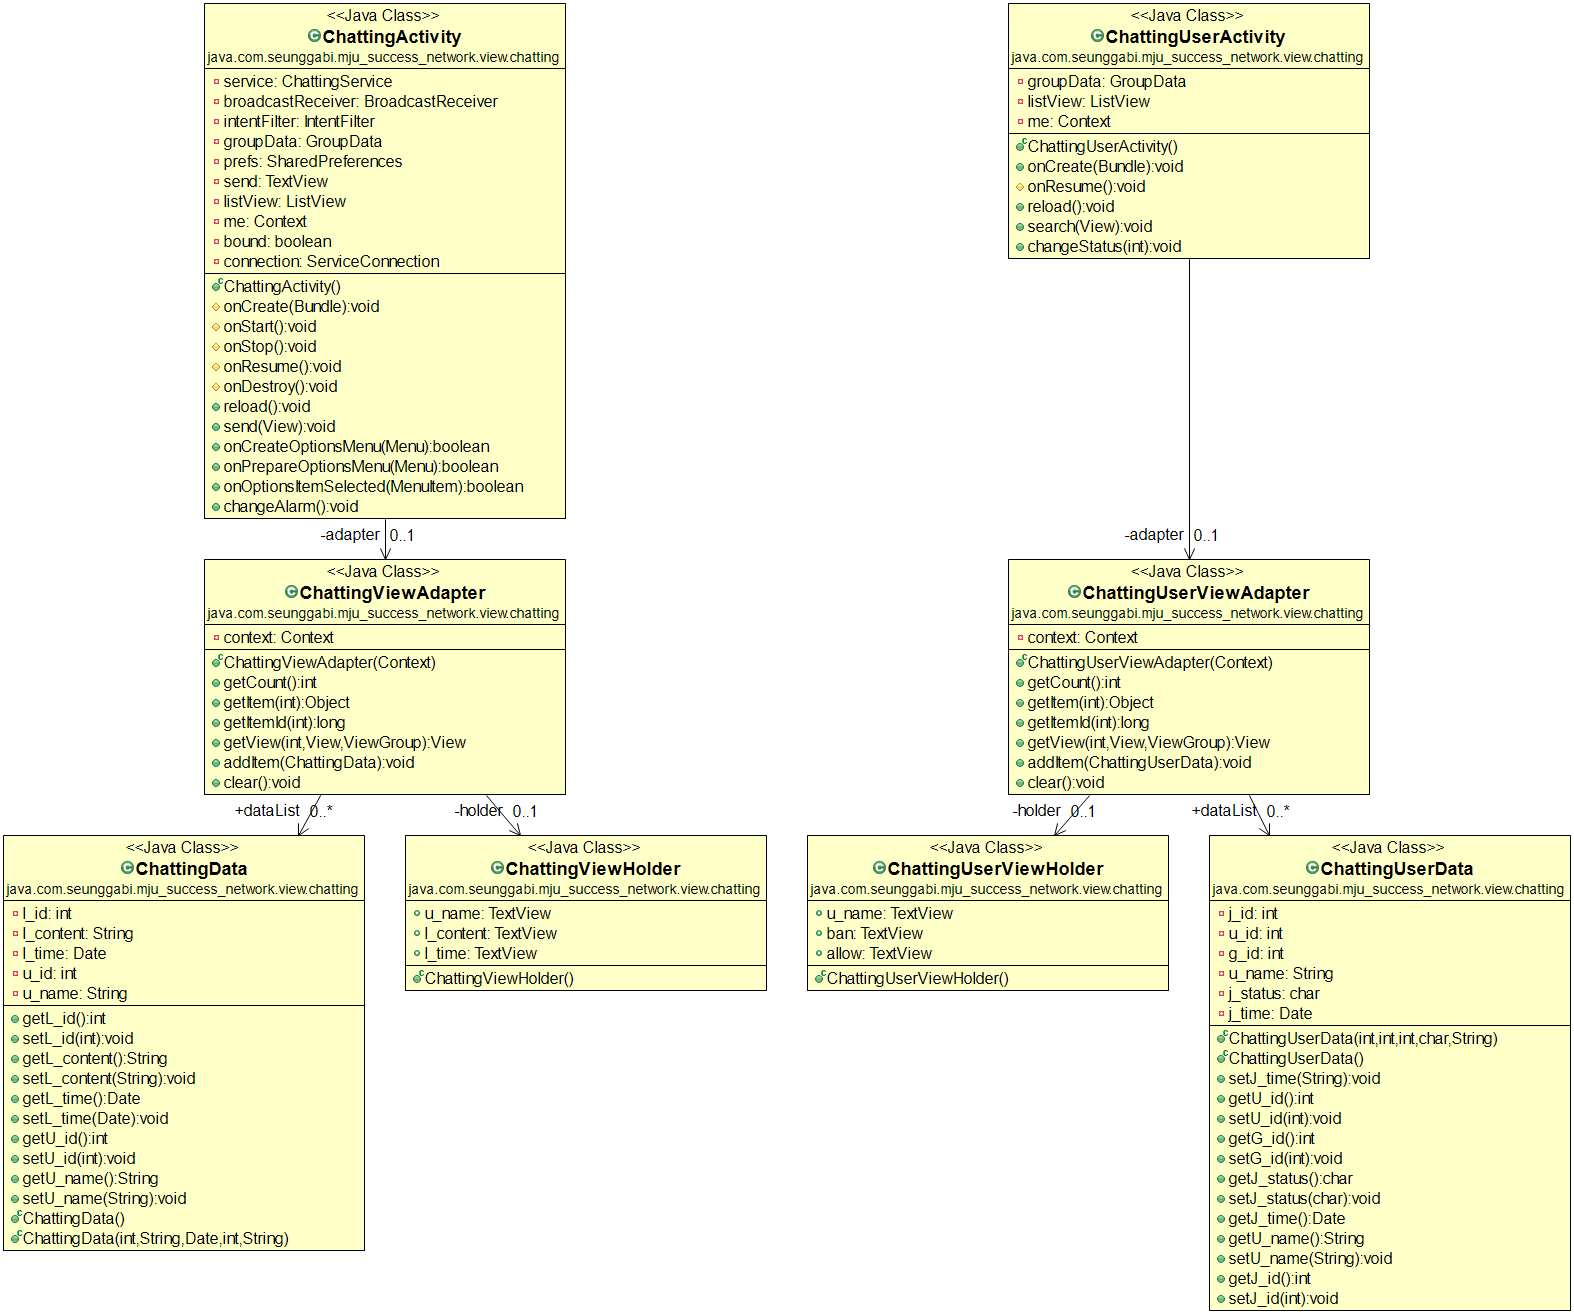 <<Java Class>>
ChattingActivity
java.com.seunggabi.mju_success_network.view.chatting
service: ChattingService
broadcastReceiver: BroadcastReceiver
intentFilter: IntentFilter
groupData: GroupData
prefs: SharedPreferences
send: TextView
listView: ListView
me: Context
bound: boolean
connection: ServiceConnection
ChattingActivity()
onCreate(Bundle):void
onStart():void
onStop():void
onResume():void
onDestroy():void
reload():void
send(View):void
onCreateOptionsMenu(Menu):boolean
onPrepareOptionsMenu(Menu):boolean
onOptionsItemSelected(MenuItem):boolean
changeAlarm():void
-adapter 0..1
<<Java Class>>
ChattingUserActivity
java.com.seunggabi.mju_success_network.view.chatting
groupData: GroupData
listView: ListView
me: Context
ChattingUserActivity()
onCreate(Bundle):void
onResume():void
reload():void
search(View):void
changeStatus(int):void
-adapter 0..1
<<Java Class>>
ChattingViewAdapter
java.com.seunggabi.mju_success_network.view.chatting
context: Context
ChattingViewAdapter(Context)
getCount():int
getItem(int):Object
getItemId(int):long
getView(int,View,ViewGroup):View
addItem(ChattingData):void
clear():void
+dataList 0..*
-holder 0..1
<<Java Class>>
ChattingUserViewAdapter
java.com.seunggabi.mju_success_network.view.chatting
context: Context
ChattingUserViewAdapter(Context)
getCount():int
getItem(int):Object
getItemId(int):long
getView(int,View,ViewGroup):View
addItem(ChattingUserData):void
clear():void
-holder 0..1
+dataList 0..*
<<Java Class>>
ChattingData
java.com.seunggabi.mju_success_network.view.chatting
l_id: int
l_content: String
l_time: Date
u_id: int
u_name: String
getL_id():int
setL_id(int):void
getL_content():String
setL_content(String):void
getL_time():Date
setL_time(Date):void
getU_id():int
setU_id(int):void
getU_name():String
setU_name(String):void
ChattingData()
ChattingData(int,String,Date,int,String)
<<Java Class>>
ChattingViewHolder
java.com.seunggabi.mju_success_network.view.chatting
u_name: TextView
l_content: TextView
l_time: TextView
ChattingViewHolder()
<<Java Class>>
ChattingUserViewHolder
java.com.seunggabi.mju_success_network.view.chatting
u_name: TextView
ban: TextView
allow: TextView
ChattingUserViewHolder()
<<Java Class>>
ChattingUserData
java.com.seunggabi.mju_success_network.view.chatting
j_id: int
u_id: int
g_id: int
u_name: String
j_status: char
j_time: Date
ChattingUserData(int,int,int,char,String)
ChattingUserData()
setJ_time(String):void
getU_id():int
setU_id(int):void
getG_id():int
setG_id(int):void
getJ_status():char
setJ_status(char):void
getJ_time():Date
getU_name():String
setU_name(String):void
getJ_id():int
setJ_id(int):void